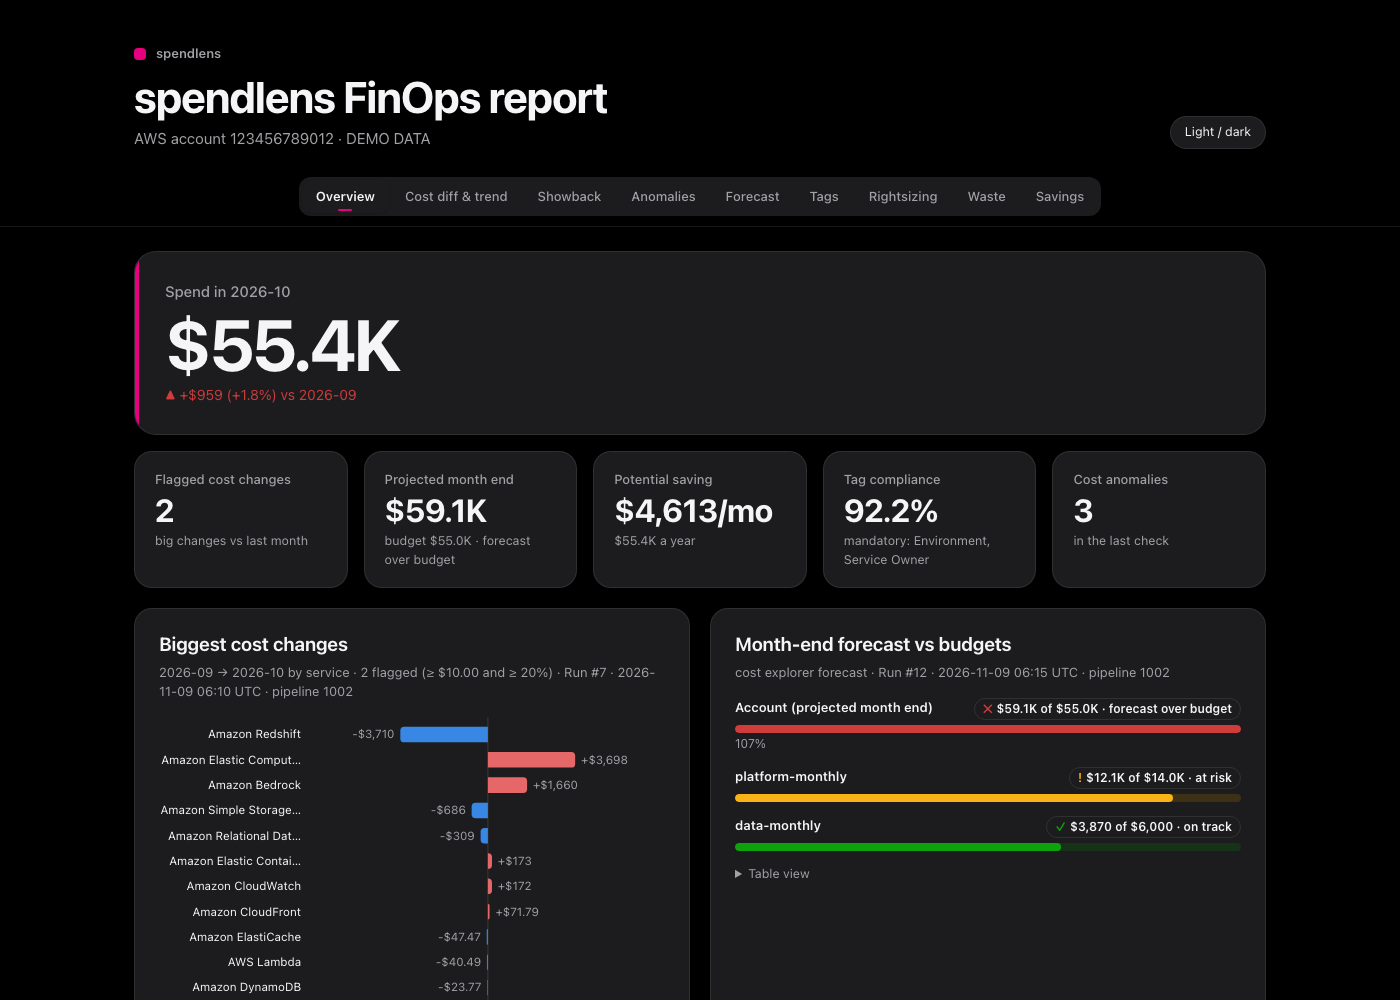 spendlens
spendlens FinOps report
AWS account 123456789012 · DEMO DATA
Light / dark
Overview
Cost diff & trend
Showback
Anomalies
Forecast
Tags
Rightsizing
Waste
Savings
Spend in 2026-10
$55.4K
▲ +$959 (+1.8%) vs 2026-09
Flagged cost changes
2
big changes vs last month
Projected month end
$59.1K
budget $55.0K · forecast
over budget
Potential saving
$4,613/mo
$55.4K a year
Tag compliance
92.2%
mandatory: Environment,
Service Owner
Cost anomalies
3
in the last check
Biggest cost changes
2026-09 → 2026-10 by service · 2 flagged (≥ $10.00 and ≥ 20%) · Run #7 · 2026-
11-09 06:10 UTC · pipeline 1002
Amazon Redshift -$3,710
Amazon Elastic Comput... +$3,698
Amazon Bedrock +$1,660
Amazon Simple Storage... -$686
Amazon Relational Dat... -$309
Amazon Elastic Contai... +$173
Amazon CloudWatch +$172
Amazon CloudFront +$71.79
Amazon ElastiCache -$47.47
AWS Lambda -$40.49
Amazon DynamoDB -$23.77
Month-end forecast vs budgets
cost explorer forecast · Run #12 · 2026-11-09 06:15 UTC · pipeline 1002
Account (projected month end) ✕ $59.1K of $55.0K · forecast over budget
107%
platform-monthly ! $12.1K of $14.0K · at risk
data-monthly ✓ $3,870 of $6,000 · on track
▶ Table view